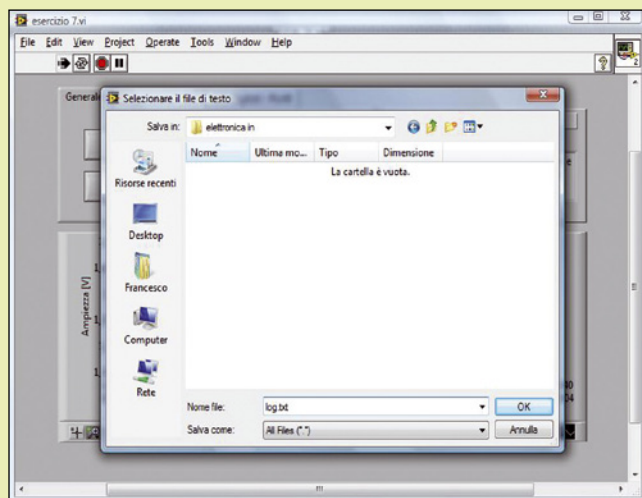 esercizio 7.vi
File Edit View Project Operate Tools Window Help
2
General
Selezionare il file di testo
Salva in: elettronica in
Nome Ultima mo... Tipo Dimensione
La cartella è vuota.
Risorse recenti
Desktop
Francesco
Computer
Rete
Ampiezza [V]
Nome file: log.txt OK
Salva come: All Files (*.*) Annulla